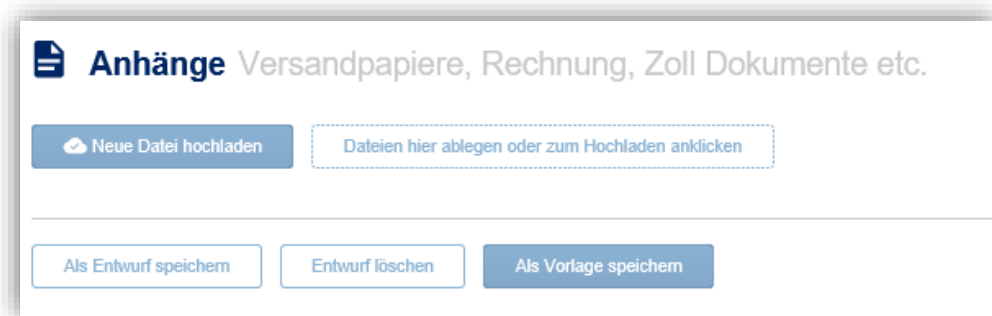 Anhänge Versandpapiere, Rechnung, Zoll Dokumente etc.
Neue Datei hochladen Dateien hier ablegen oder zum Hochladen anklicken
Als Entwurf speichern Entwurf löschen Als Vorlage speichern